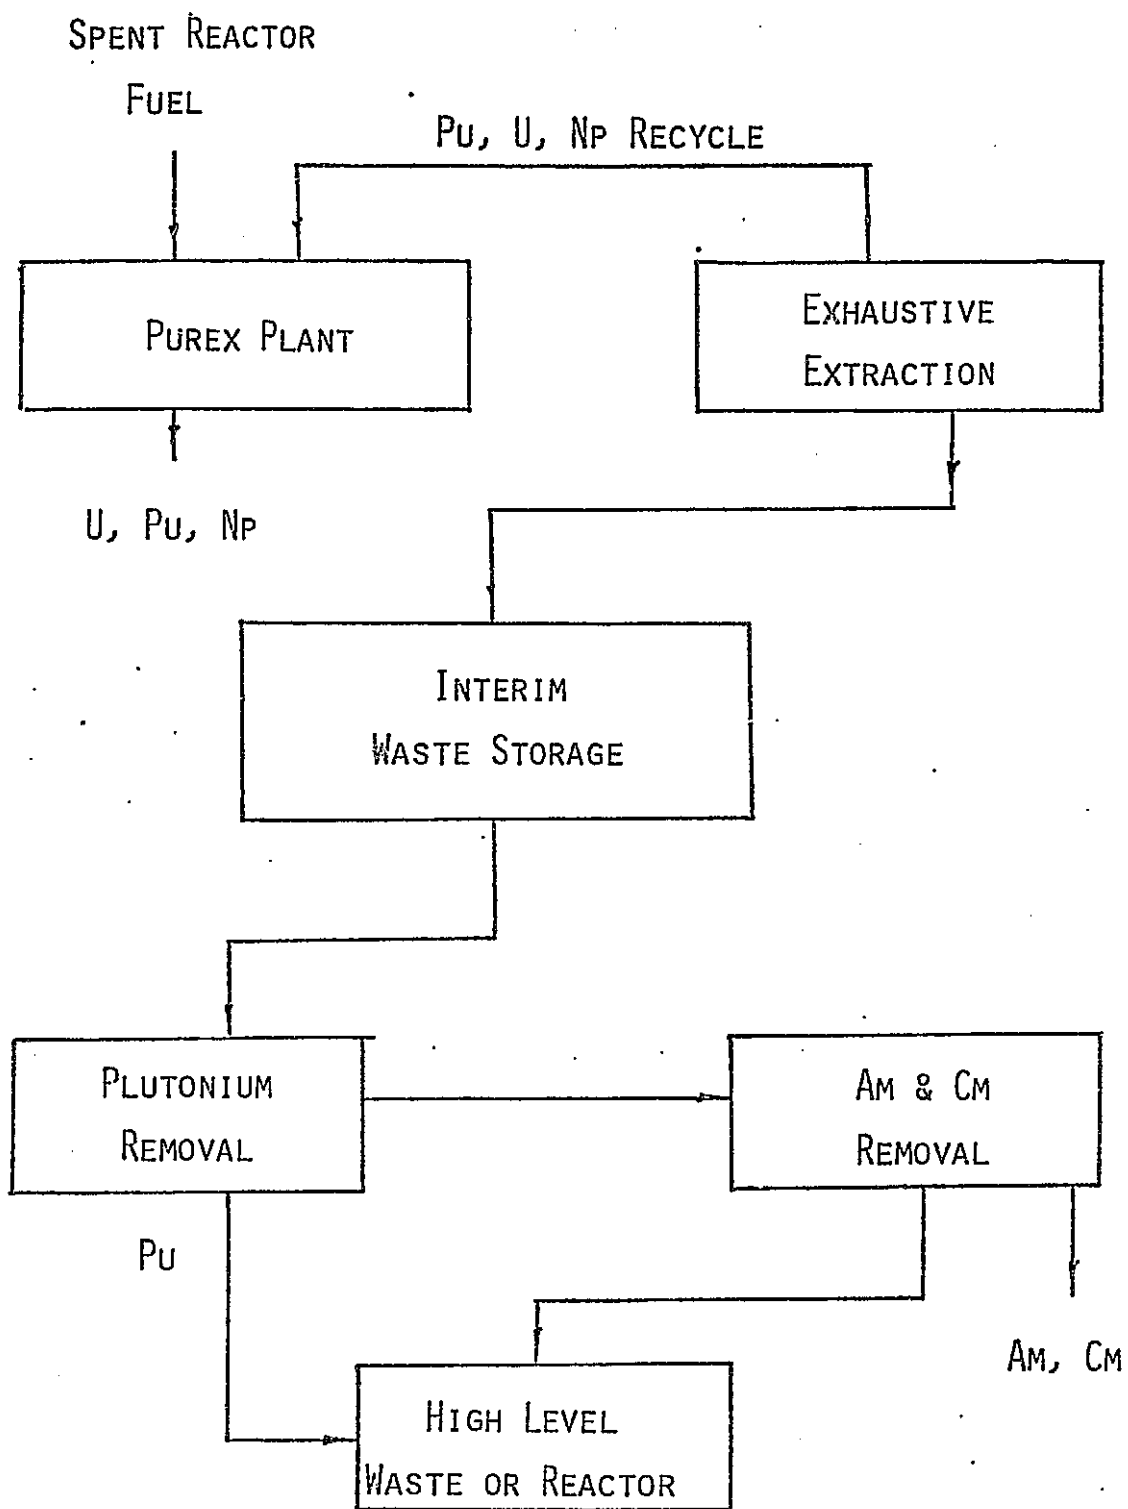 SPENT REACTOR
FUEL
PU, U, NP RECYCLE
PUREX PLANT
EXHAUSTIVE
EXTRACTION
U, PU, NP
INTERIM
WASTE STORAGE
PLUTONIUM
REMOVAL
AM & CM
REMOVAL
PU
AM, CM
HIGH LEVEL
WASTE OR REACTOR